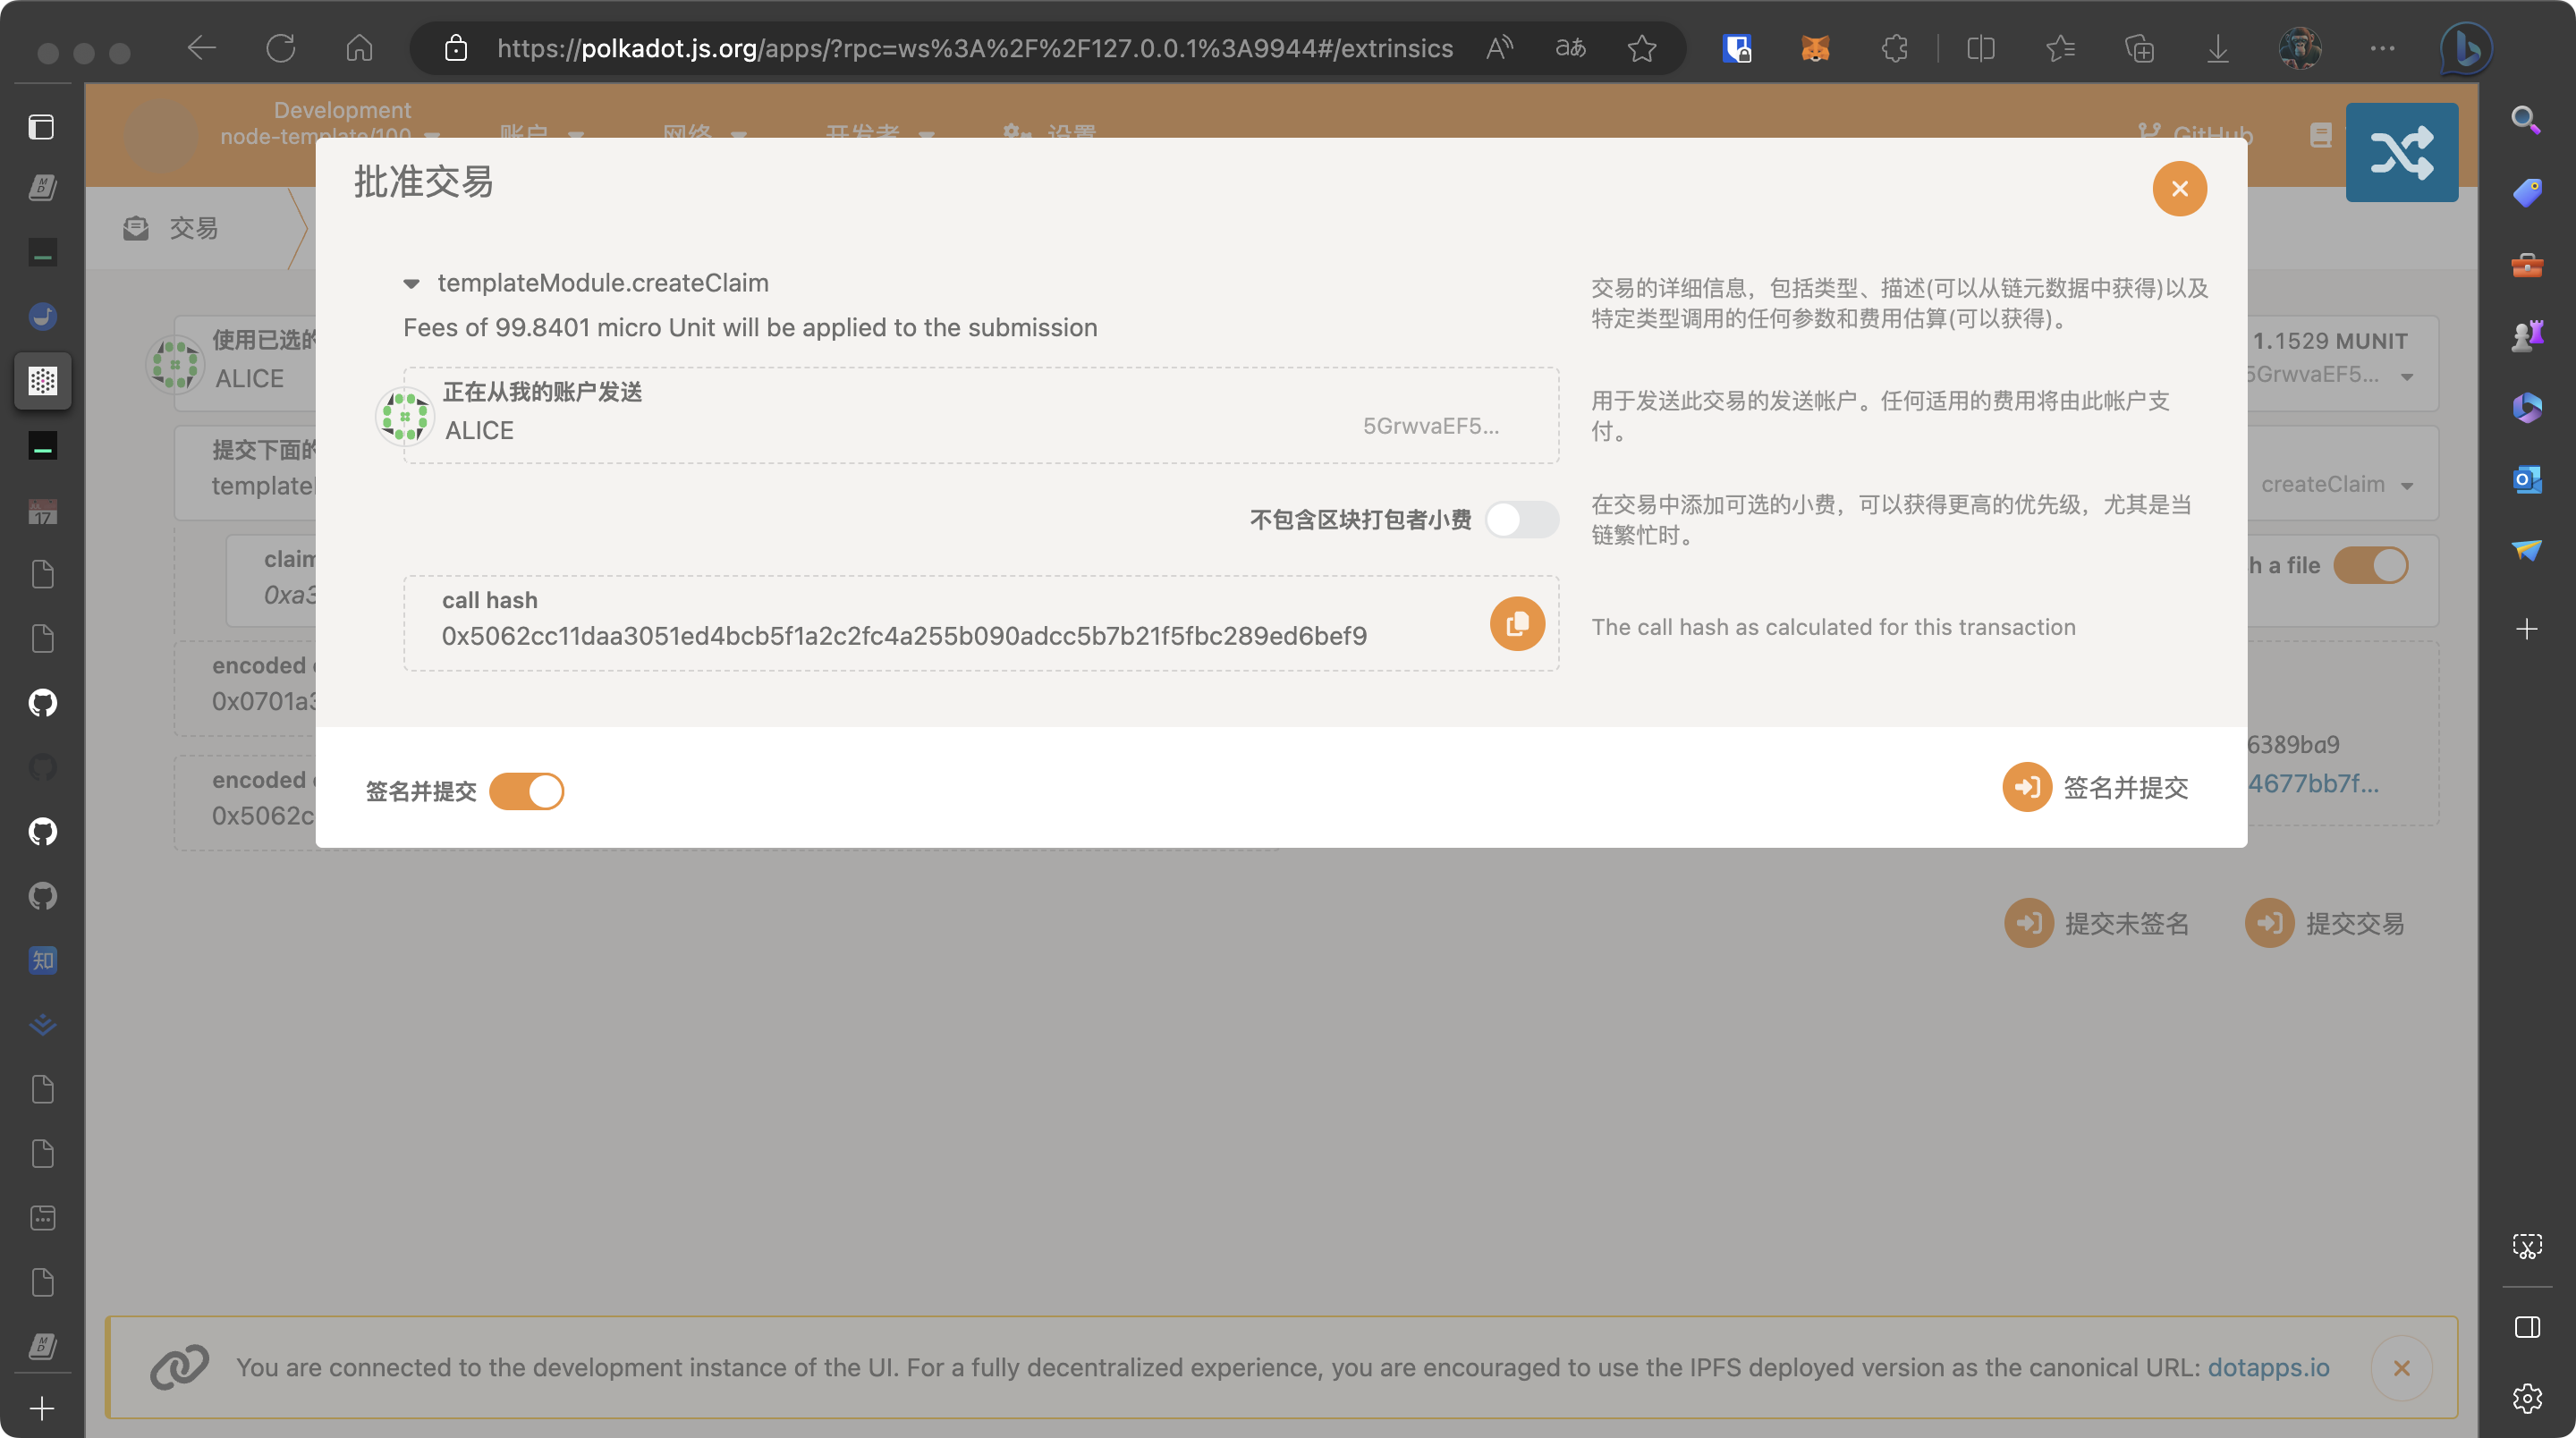 https://polkadot.js.org/apps/?rpc=ws%3A%2F%2F127.0.0.1%3A9944#/extrinsics
Development
node-template/100
账户
网络
开发者
设置
GitHub
交易
批准交易
templateModule.createClaim
Fees of 99.8401 micro Unit will be applied to the submission
交易的详细信息，包括类型、描述(可以从链元数据中获得)以及
特定类型调用的任何参数和费用估算(可以获得)。
正在从我的账户发送
ALICE
5GrwvaEF5...
用于发送此交易的发送帐户。任何适用的费用将由此帐户支
付。
不包含区块打包者小费
在交易中添加可选的小费，可以获得更高的优先级，尤其是当
链繁忙时。
call hash
0x5062cc11daa3051ed4bcb5f1a2c2fc4a255b090adcc5b7b21f5fbc289ed6bef9
The call hash as calculated for this transaction
签名并提交
签名并提交
使用已选的
ALICE
1.1529 MUNIT
5GrwvaEF5...
提交下面的
createClaim
h a file
0xa3
encoded
0x0701a3
encoded
0x5062c
6389ba9
4677bb7f...
提交未签名
提交交易
17
知
You are connected to the development instance of the UI. For a fully decentralized experience, you are encouraged to use the IPFS deployed version as the canonical URL: dotapps.io